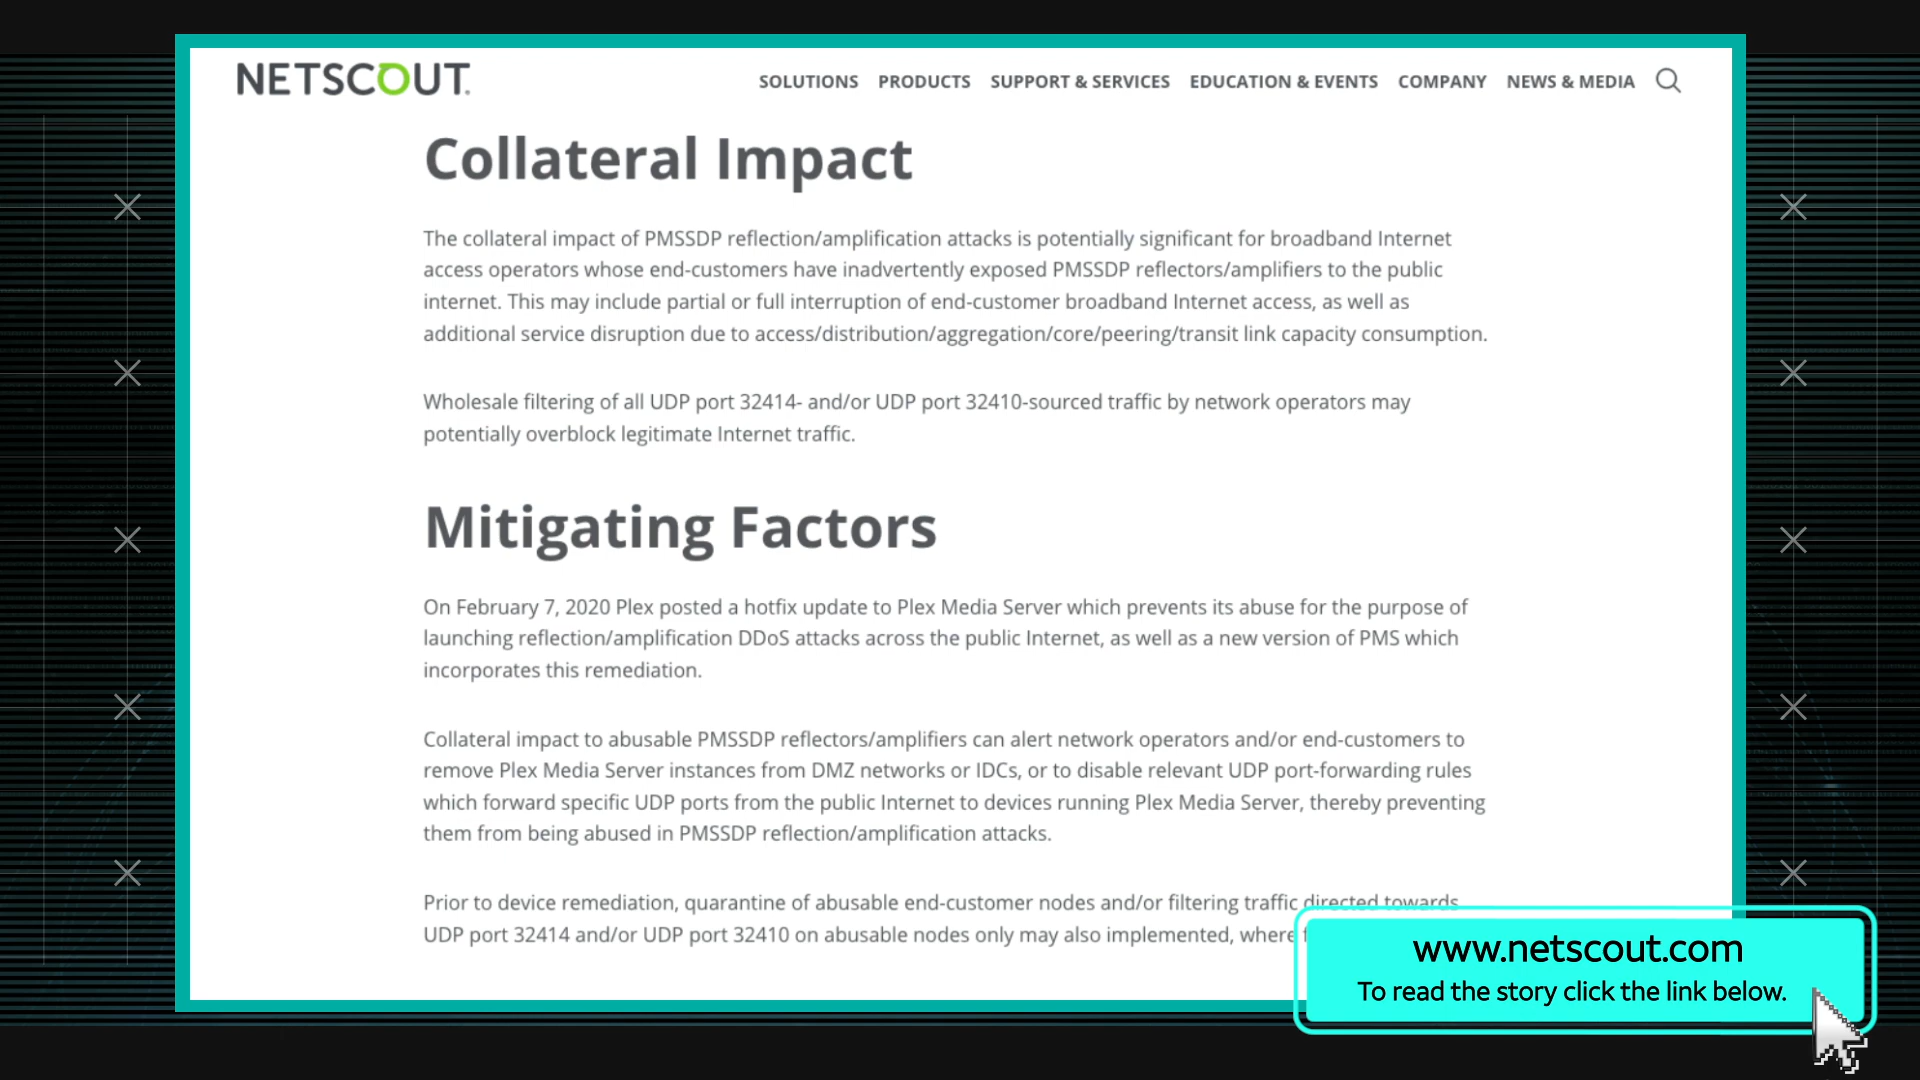 NETSCOUT.
SOLUTIONS PRODUCTS SUPPORT & SERVICES EDUCATION & EVENTS COMPANY NEWS & MEDIA
Collateral Impact
The collateral impact of PMSSDP reflection/amplification attacks is potentially significant for broadband Internet
access operators whose end-customers have inadvertently exposed PMSSDP reflectors/amplifiers to the public
internet. This may include partial or full interruption of end-customer broadband Internet access, as well as
additional service disruption due to access/distribution/aggregation/core/peering/transit link capacity consumption.
Wholesale filtering of all UDP port 32414- and/or UDP port 32410-sourced traffic by network operators may
potentially overblock legitimate Internet traffic.
Mitigating Factors
On February 7, 2020 Plex posted a hotfix update to Plex Media Server which prevents its abuse for the purpose of
launching reflection/amplification DDoS attacks across the public Internet, as well as a new version of PMS which
incorporates this remediation.
Collateral impact to abusable PMSSDP reflectors/amplifiers can alert network operators and/or end-customers to
remove Plex Media Server instances from DMZ networks or IDCs, or to disable relevant UDP port-forwarding rules
which forward specific UDP ports from the public Internet to devices running Plex Media Server, thereby preventing
them from being abused in PMSSDP reflection/amplification attacks.
Prior to device remediation, quarantine of abusable end-customer nodes and/or filtering traffic directed towards
UDP port 32414 and/or UDP port 32410 on abusable nodes only may also implemented, where
www.netscout.com
To read the story click the link below.